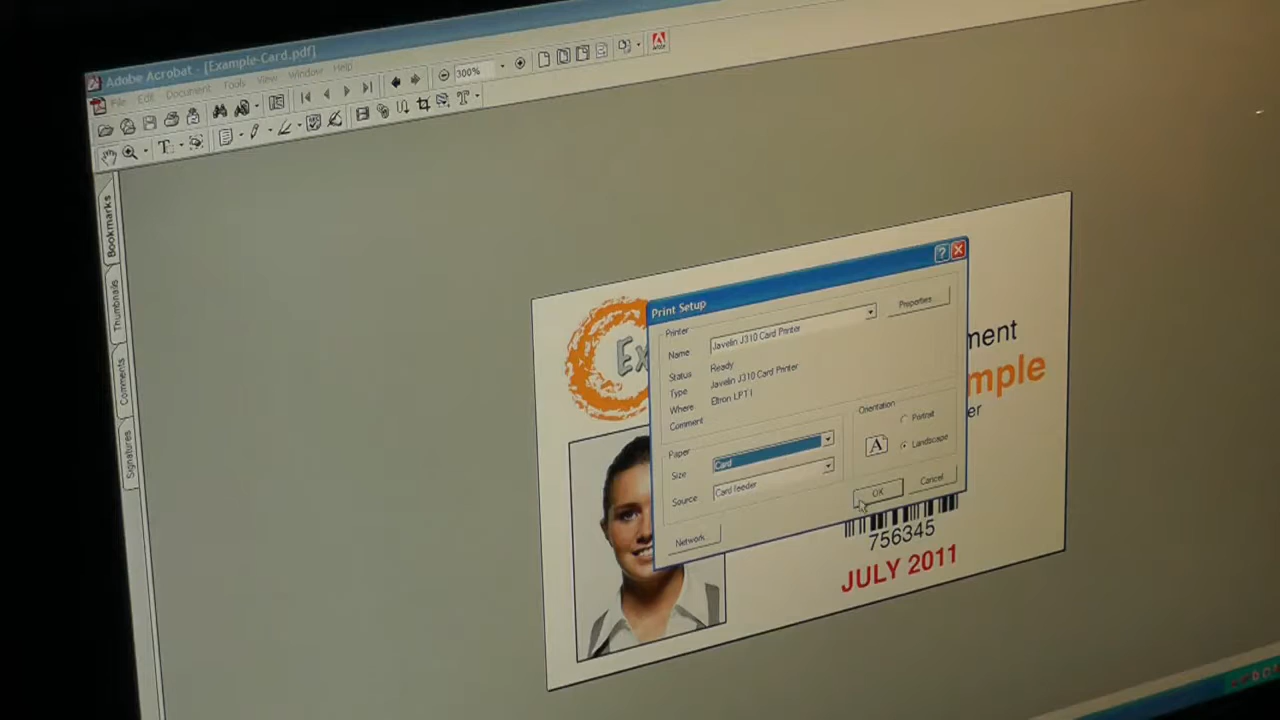 Adobe Acrobat - [Example-Card.pdf]
File Edit Document Tools View Window Help
300%
Bookmarks
Thumbnails
Comments
Signatures
Ex
ment
mple
er
756345
JULY 2011
Print Setup
Printer
Name Javelin J310 Card Printer Properties
Status Ready
Type Javelin J310 Card Printer
Where Eltron LPT1
Comment
Paper
Size Card
Source Card feeder
Orientation
A
Portrait
Landscape
Network...
OK Cancel